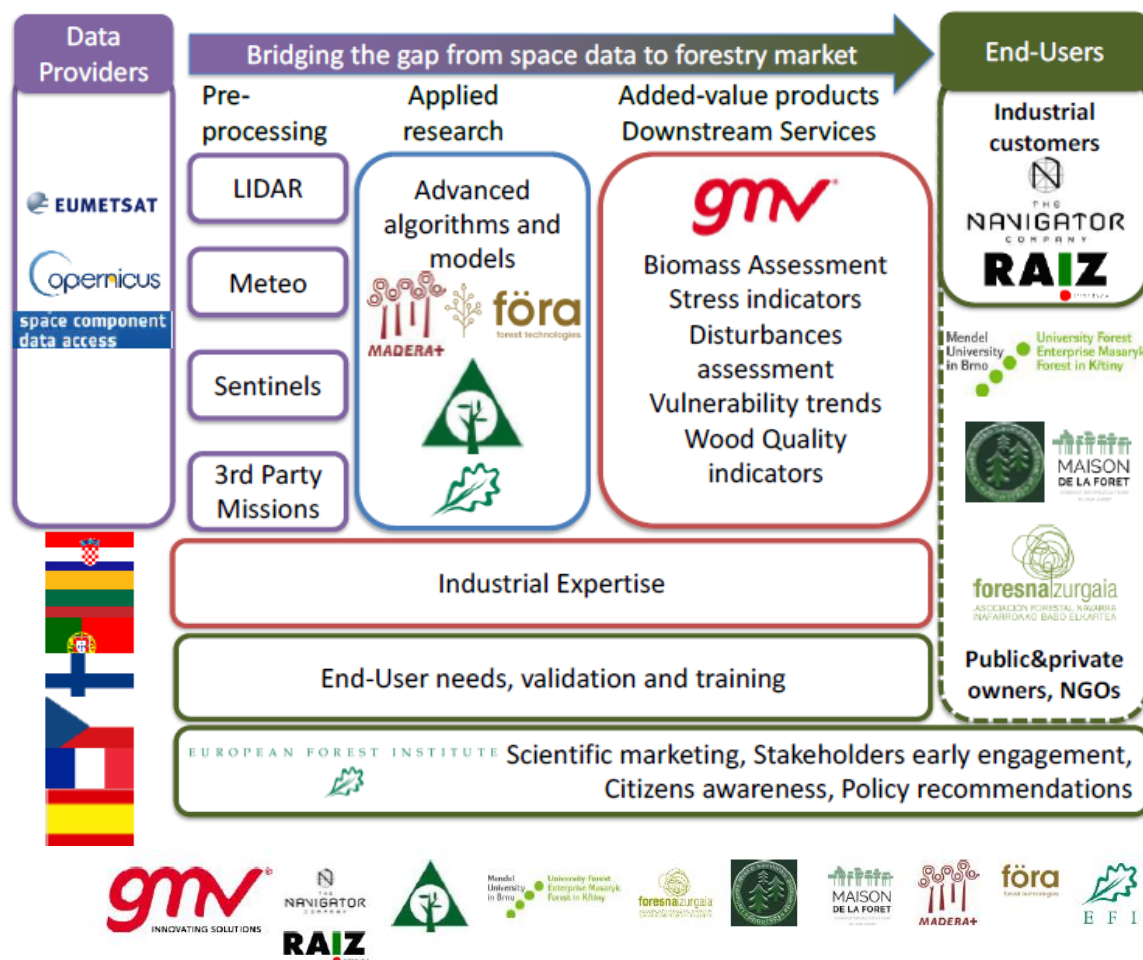 Data
Providers
Bridging the gap from space data to forestry market
End-Users
Pre-
processing
Applied
research
Added-value products
Downstream Services
Industrial
customers
EUMETSAT
Copernicus
space component
data access
LIDAR
Meteo
Sentinels
3rd Party
Missions
Advanced
algorithms and
models
MADERA+
föra
forest technologies
gmv
Biomass Assessment
Stress indicators
Disturbances
assessment
Vulnerability trends
Wood Quality
indicators
THE
NAVIGATOR
COMPANY
RAIZ
Mendel
University
in Brno
University Forest
Enterprise Masaryk
Forest in Křtiny
MAISON
DE LA FORET
foresna zurgaia
ASOCIACIÓN FORESTAL NAVARRA
NAFARROAKO BASO ELKARTEA
Public&private
owners, NGOs
Industrial Expertise
End-User needs, validation and training
EUROPEAN FOREST INSTITUTE
Scientific marketing, Stakeholders early engagement,
Citizens awareness, Policy recommendations
gmv
INNOVATING SOLUTIONS
THE
NAVIGATOR
COMPANY
RAIZ
Mendel
University
in Brno
University Forest
Enterprise Masaryk
Forest in Křtiny
foresna zurgaia
MAISON
DE LA FORET
MADERA+
föra
forest technologies
EFI